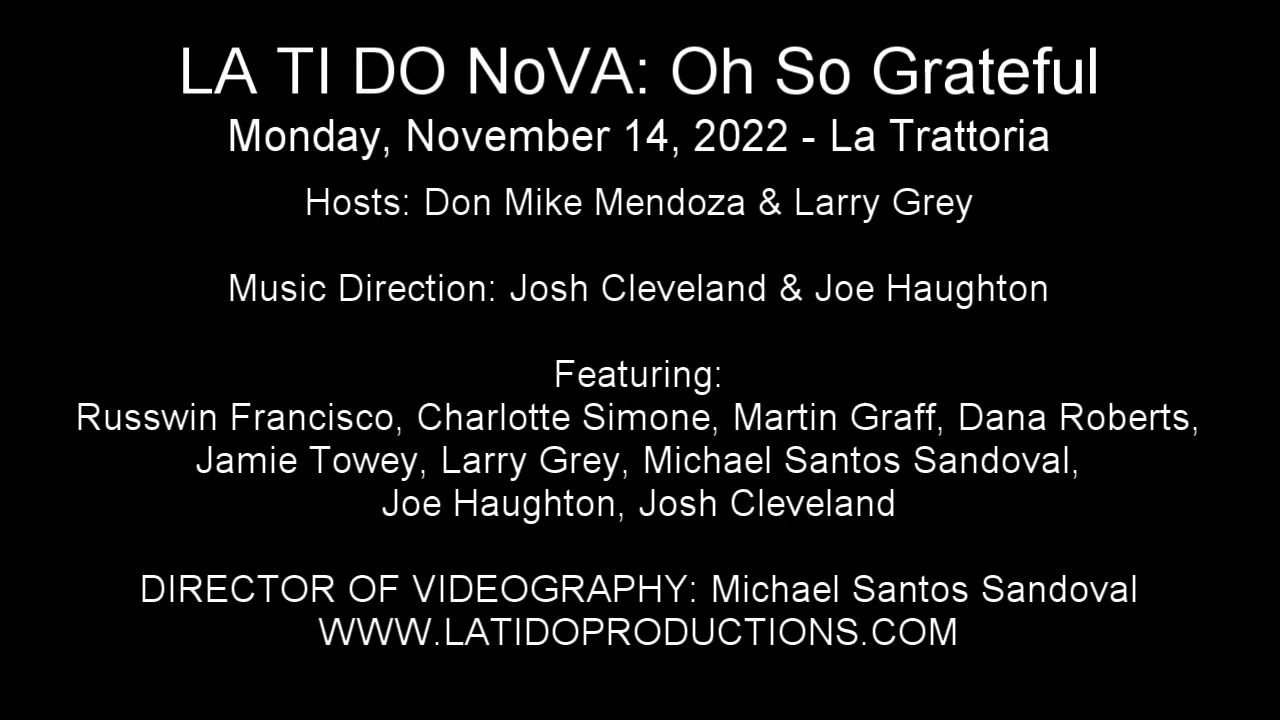 LA TI DO NoVA: Oh So Grateful
Monday, November 14, 2022 - La Trattoria
Hosts: Don Mike Mendoza & Larry Grey
Music Direction: Josh Cleveland & Joe Haughton
Featuring:
Russwin Francisco, Charlotte Simone, Martin Graff, Dana Roberts,
Jamie Towey, Larry Grey, Michael Santos Sandoval,
Joe Haughton, Josh Cleveland
DIRECTOR OF VIDEOGRAPHY: Michael Santos Sandoval
WWW.LATIDOPRODUCTIONS.COM